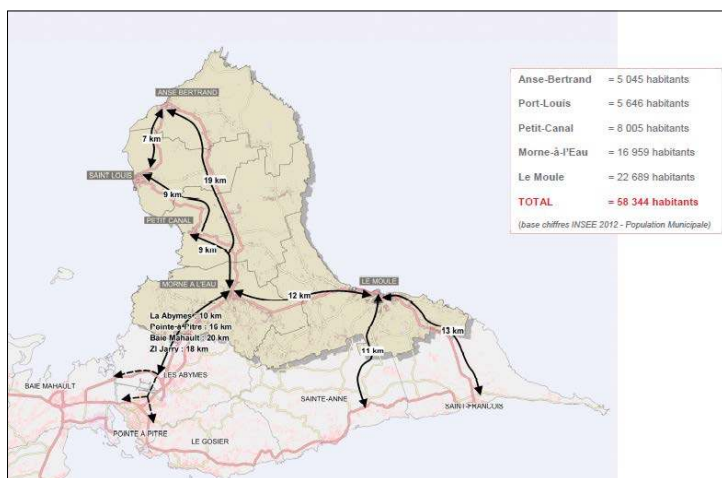 ANSE BERTRAND
7 km
SAINT LOUIS
9 km
19 km
PETIT CANAL
9 km
MORNE A L'EAU
12 km
LE MOULE
La Abymes: 10 km
Pointe-à-Pitre : 16 km
Baie Mahault : 20 km
ZI Jarry : 18 km
13 km
11 km
LES ABYMES
BAIE MAHAULT
SAINTE-ANNE
SAINT-FRANCOIS
POINTE A PITRE
LE GOSIER
Anse-Bertrand = 5 045 habitants
Port-Louis = 5 646 habitants
Petit-Canal = 8 005 habitants
Morne-à-l'Eau = 16 959 habitants
Le Moule = 22 689 habitants
TOTAL = 58 344 habitants
(base chiffres INSEE 2012 - Population Municipale)